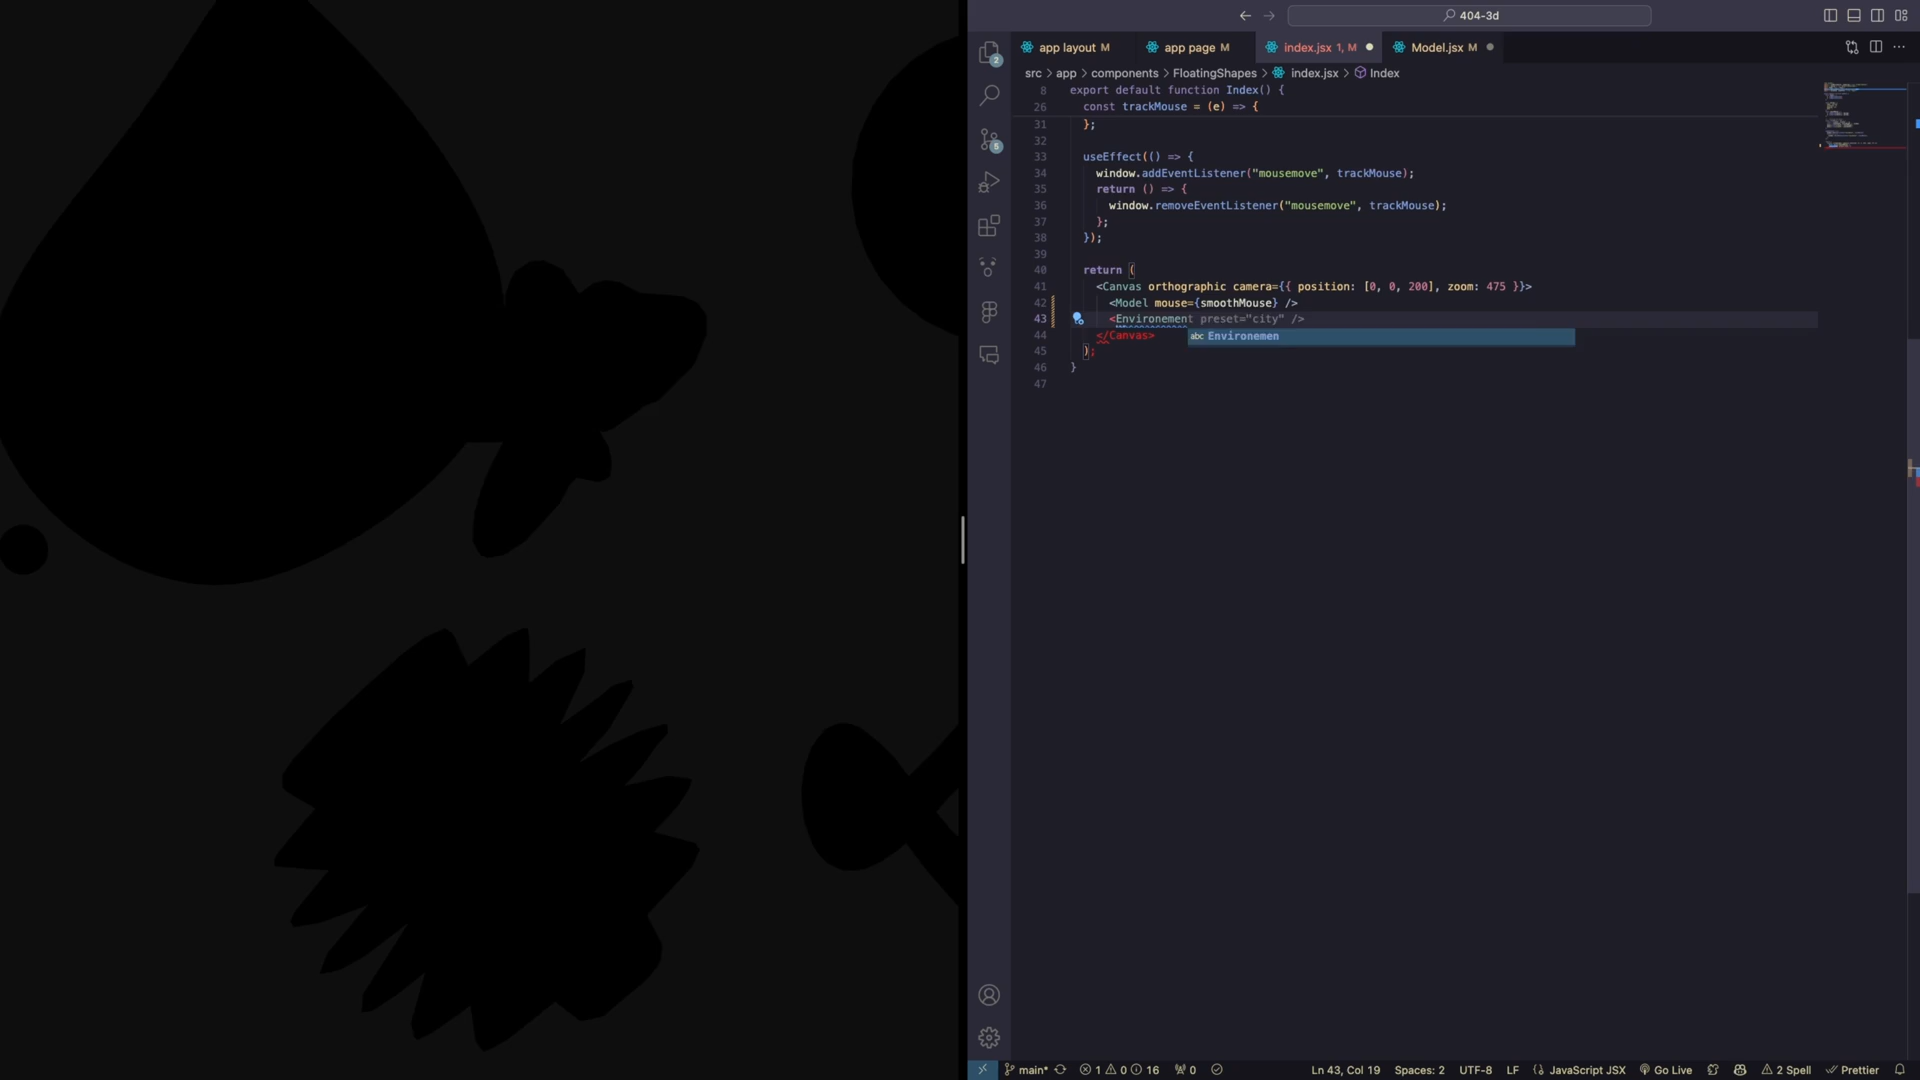 404-3d
app layout M
app page M
index.jsx 1, M
Model.jsx M
src > app > components > FloatingShapes > index.jsx > Index
2
5
8 export default function Index() {
26 const trackMouse = (e) => {
31 };
32
33 useEffect(() => {
34 window.addEventListener("mousemove", trackMouse);
35 return () => {
36 window.removeEventListener("mousemove", trackMouse);
37 };
38 });
39
40 return (
41 <Canvas orthographic camera={{ position: [0, 0, 200], zoom: 475 }}>
42 <Model mouse={smoothMouse} />
43 <Environement preset="city" />
44 </Canvas>
abc Environemen
45 );
46 }
47
main* 1 0 16 0 Ln 43, Col 19 Spaces: 2 UTF-8 LF JavaScript JSX Go Live 2 Spell Prettier